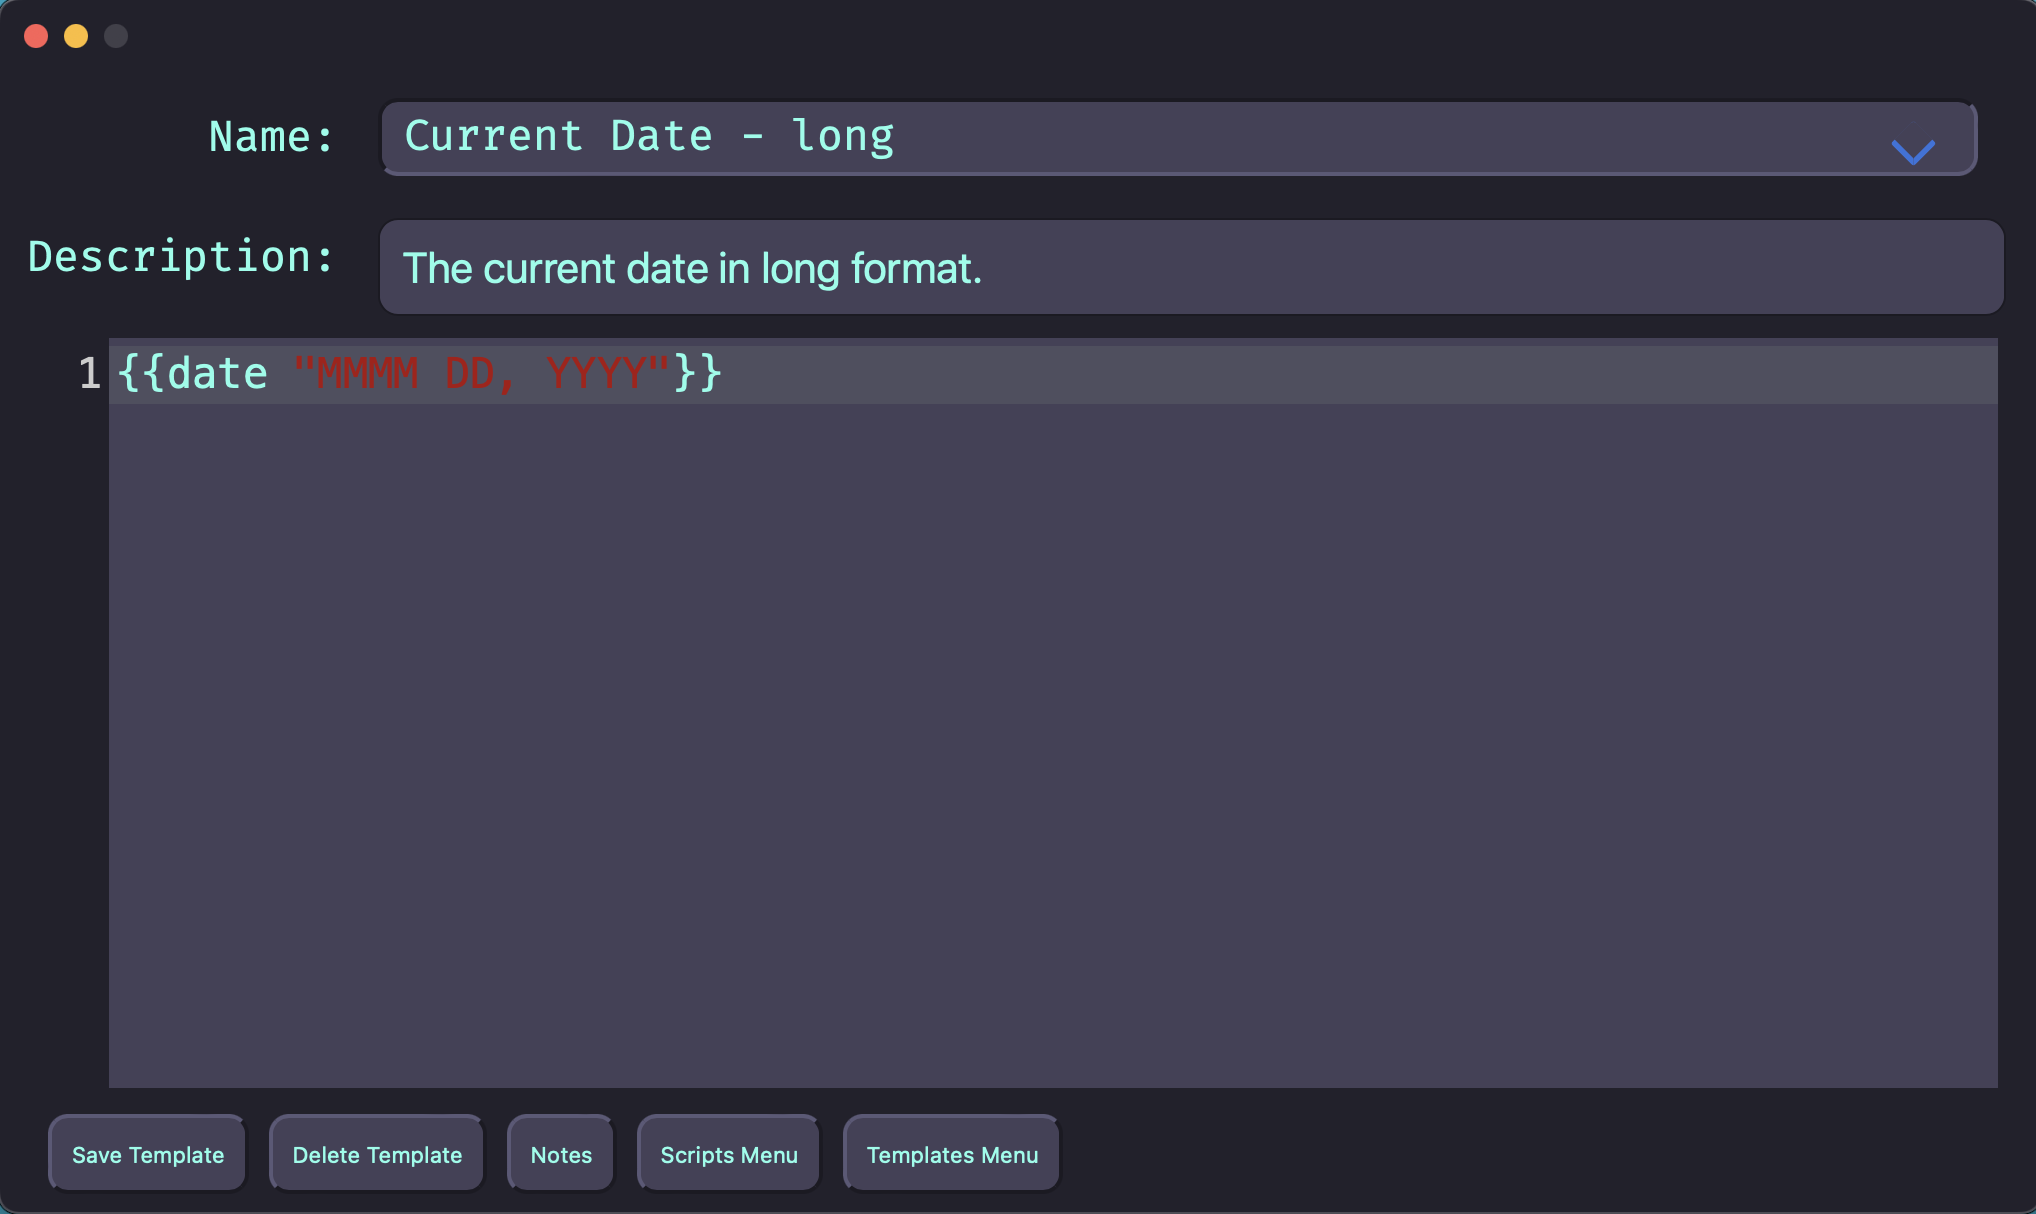 Name: Current Date - long
Description: The current date in long format.
1 {{date "MMMM DD, YYYY"}}
Save Template Delete Template Notes Scripts Menu Templates Menu